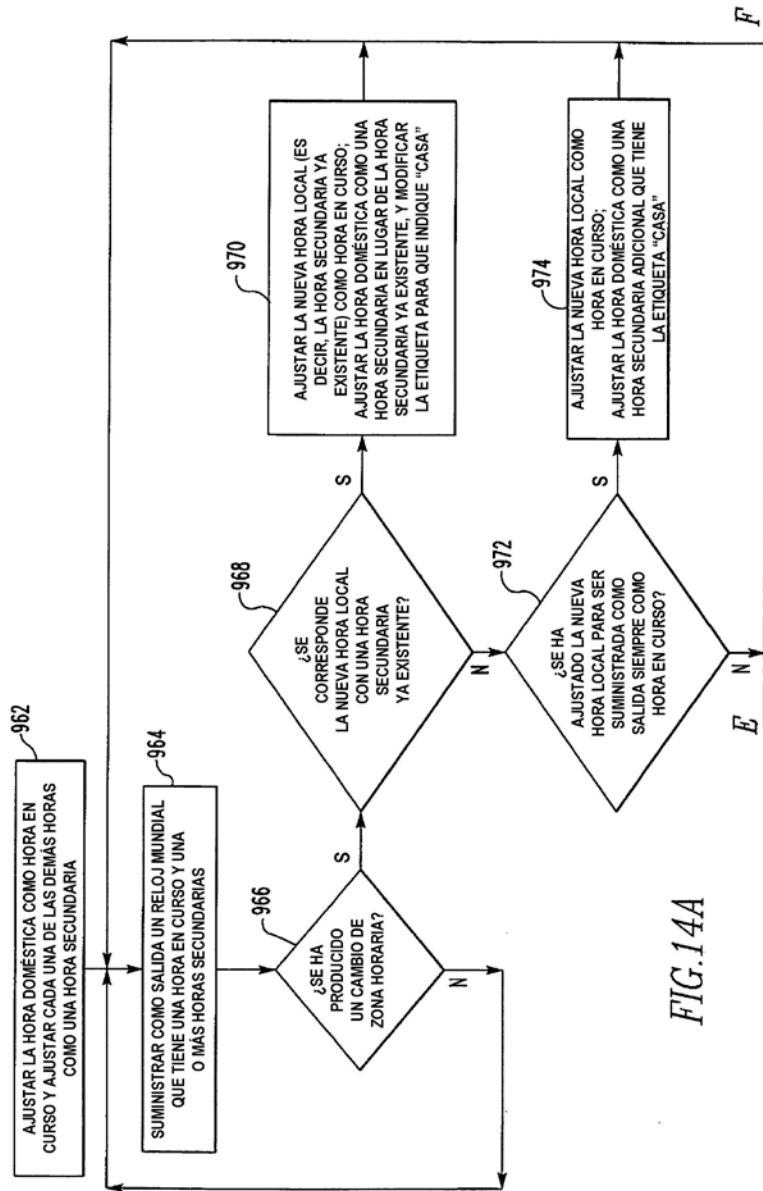 962
AJUSTAR LA HORA DOMÉSTICA COMO HORA EN
CURSO Y AJUSTAR CADA UNA DE LAS DEMÁS HORAS
COMO UNA HORA SECUNDARIA
964
SUMINISTRAR COMO SALIDA UN RELOJ MUNDIAL
QUE TIENE UNA HORA EN CURSO Y UNA
O MÁS HORAS SECUNDARIAS
966
¿SE HA
PRODUCIDO
UN CAMBIO DE
ZONA HORARIA?
S
N
968
¿SE
CORRESPONDE
LA NUEVA HORA LOCAL
CON UNA HORA
SECUNDARIA
YA EXISTENTE?
S
N
970
AJUSTAR LA NUEVA HORA LOCAL (ES
DECIR, LA HORA SECUNDARIA YA
EXISTENTE) COMO HORA EN CURSO;
AJUSTAR LA HORA DOMÉSTICA COMO UNA
HORA SECUNDARIA EN LUGAR DE LA HORA
SECUNDARIA YA EXISTENTE, Y MODIFICAR
LA ETIQUETA PARA QUE INDIQUE “CASA”
972
¿SE HA
AJUSTADO LA NUEVA
HORA LOCAL PARA SER
SUMINISTRADA COMO
SALIDA SIEMPRE COMO
HORA EN CURSO?
S
N
974
AJUSTAR LA NUEVA HORA LOCAL COMO
HORA EN CURSO;
AJUSTAR LA HORA DOMÉSTICA COMO UNA
HORA SECUNDARIA ADICIONAL QUE TIENE
LA ETIQUETA “CASA”
E
F
FIG.14A